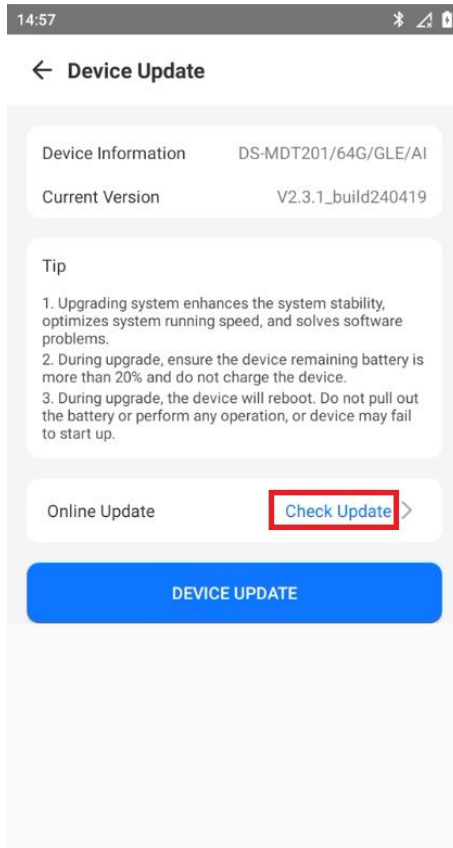 14:57
Device Update
Device Information DS-MDT201/64G/GLE/AI
Current Version V2.3.1_build240419
Tip
1. Upgrading system enhances the system stability,
optimizes system running speed, and solves software
problems.
2. During upgrade, ensure the device remaining battery is
more than 20% and do not charge the device.
3. During upgrade, the device will reboot. Do not pull out
the battery or perform any operation, or device may fail
to start up.
Online Update Check Update
DEVICE UPDATE